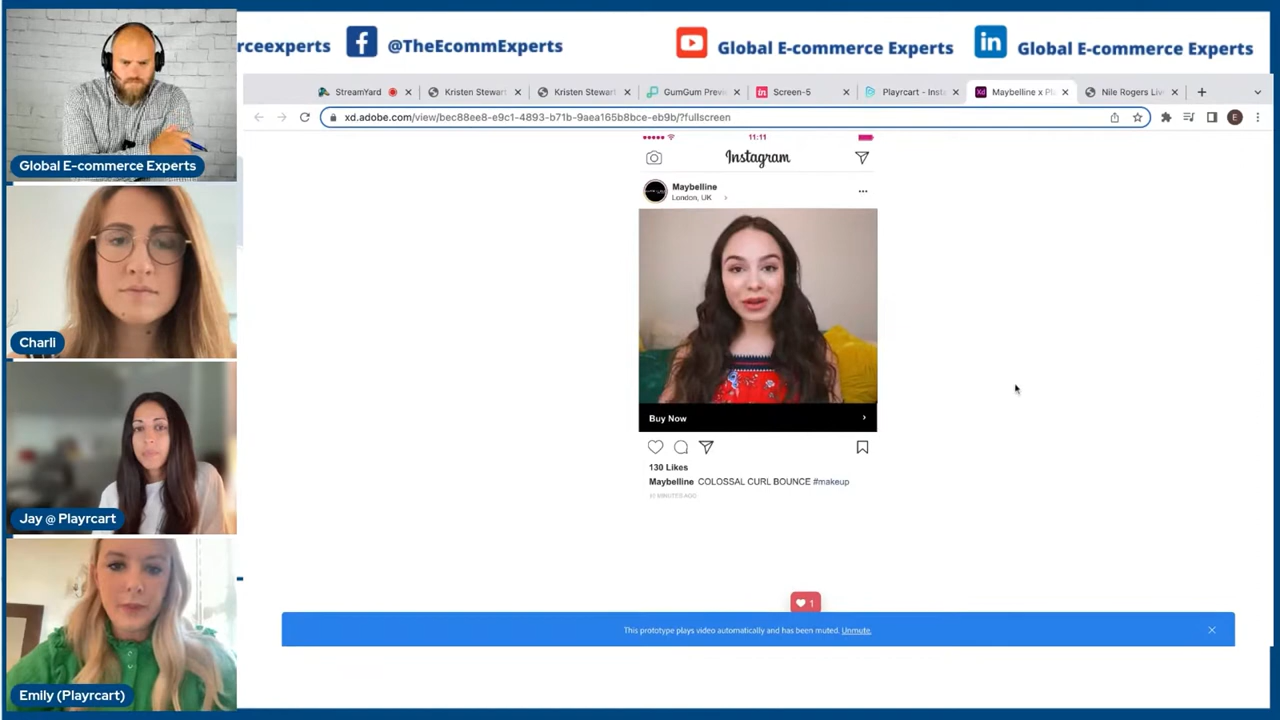 rceexperts
@TheEcommExperts
Global E-commerce Experts
Global E-commerce Experts
StreamYard
Kristen Stewart
Kristen Stewart
GumGum Previ
Screen-5
Playrcart - Insta
Maybelline x Pl
Nile Rogers Live
xd.adobe.com/view/bec88ee8-e9c1-4893-b71b-9aea165b8bce-eb9b/?fullscreen
E
11:11
Instagram
Maybelline
London, UK
Buy Now
130 Likes
Maybelline COLOSSAL CURL BOUNCE #makeup
MINUTES AGO
1
This prototype plays video automatically and has been muted. Unmute.
Global E-commerce Experts
Charli
Jay @ Playrcart
Emily (Playrcart)